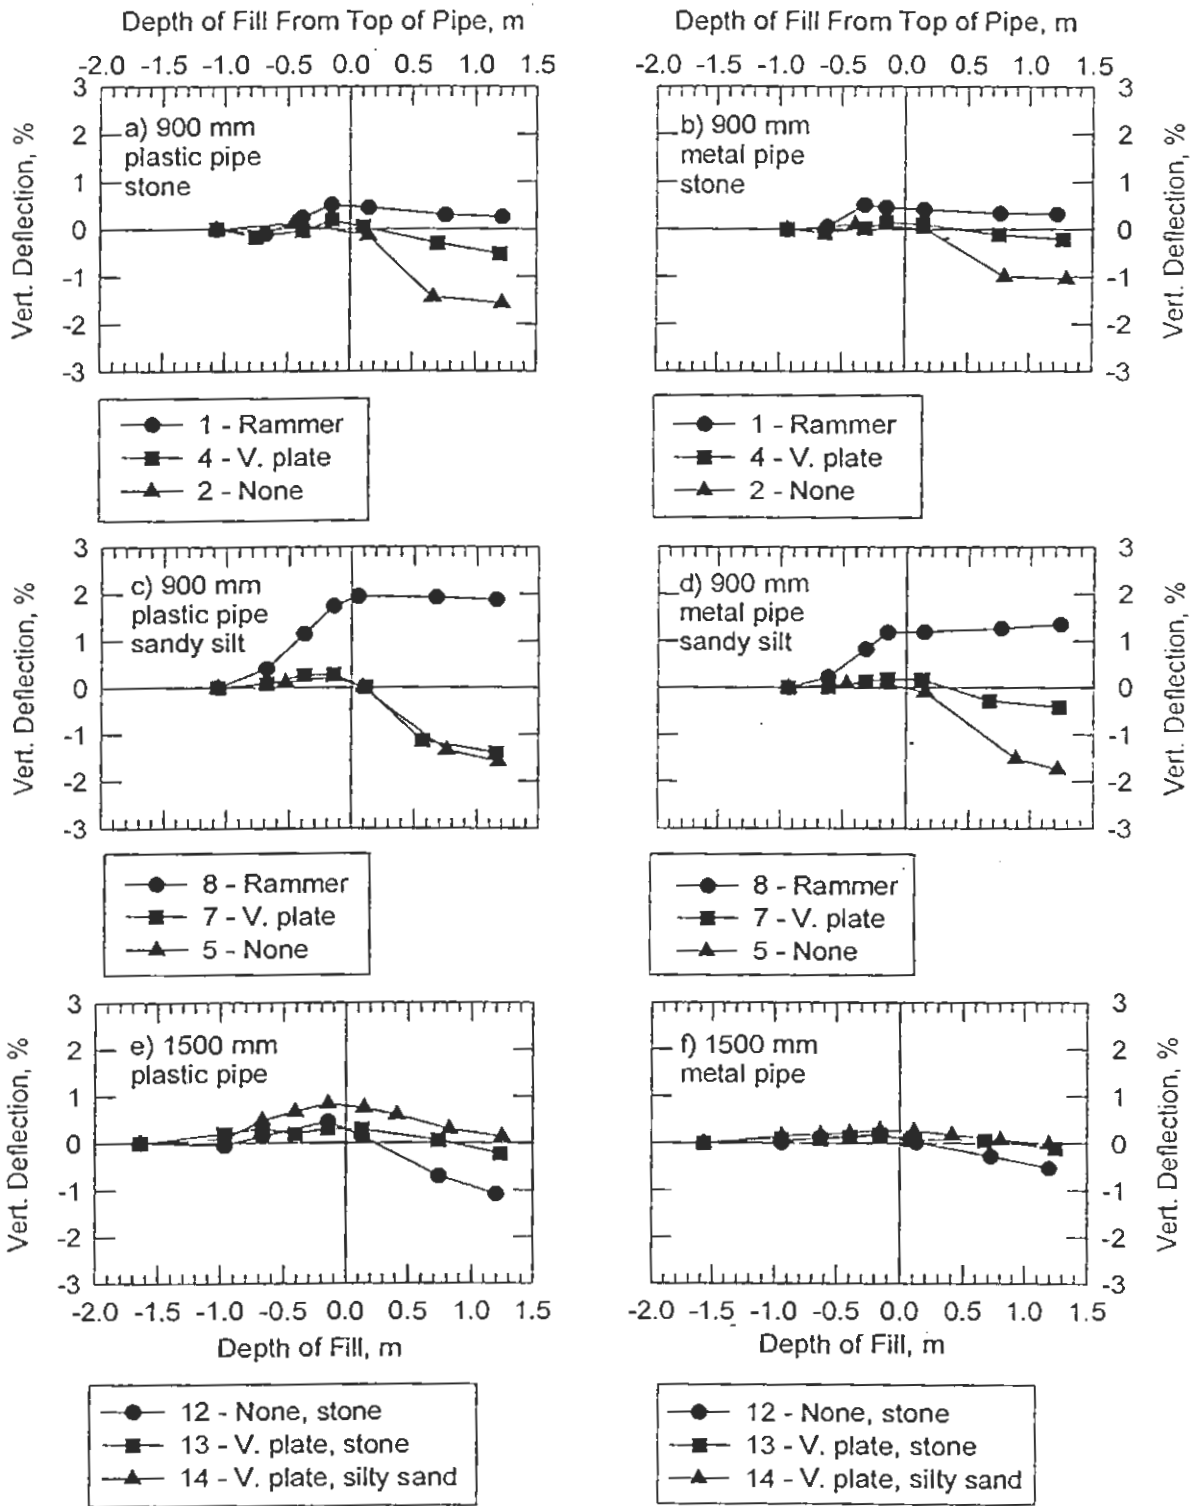 Depth of Fill From Top of Pipe, m
Depth of Fill From Top of Pipe, m
-2.0 -1.5 -1.0 -0.5 0.0 0.5 1.0 1.5
-2.0 -1.5 -1.0 -0.5 0.0 0.5 1.0 1.5
Vert. Deflection, %
3
2
1
0
-1
-2
-3
a) 900 mm
plastic pipe
stone
b) 900 mm
metal pipe
stone
3
2
1
0
-1
-2
-3
Vert. Deflection, %
1 - Rammer
4 - V. plate
2 - None
1 - Rammer
4 - V. plate
2 - None
Vert. Deflection, %
3
2
1
0
-1
-2
-3
c) 900 mm
plastic pipe
sandy silt
d) 900 mm
metal pipe
sandy silt
3
2
1
0
-1
-2
-3
Vert. Deflection, %
8 - Rammer
7 - V. plate
5 - None
8 - Rammer
7 - V. plate
5 - None
Vert. Deflection, %
3
2
1
0
-1
-2
-3
e) 1500 mm
plastic pipe
f) 1500 mm
metal pipe
3
2
1
0
-1
-2
-3
Vert. Deflection, %
-2.0 -1.5 -1.0 -0.5 0.0 0.5 1.0 1.5
-2.0 -1.5 -1.0 -0.5 0.0 0.5 1.0 1.5
Depth of Fill, m
Depth of Fill, m
12 - None, stone
13 - V. plate, stone
14 - V. plate, silty sand
12 - None, stone
13 - V. plate, stone
14 - V. plate, silty sand